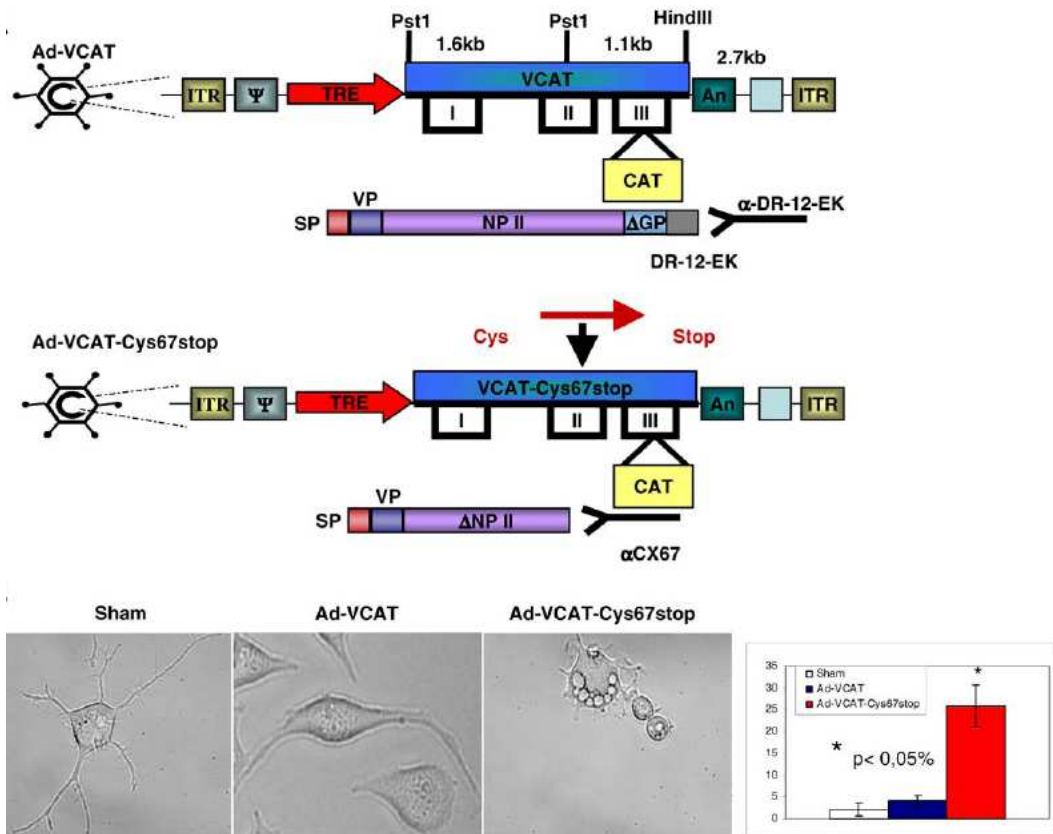 Pst1 Pst1 HindIII
Ad-VCAT 1.6kb 1.1kb 2.7kb
VCAT
ITR Ψ TRE An ITR
I II III
CAT
VP α-DR-12-EK
SP NP II ΔGP
DR-12-EK
Cys Stop
Ad-VCAT-Cys67stop
VCAT-Cys67stop
ITR Ψ TRE An ITR
I II III
CAT
VP
SP ΔNP II
αCX67
Sham Ad-VCAT Ad-VCAT-Cys67stop
35
30
25
20
15
10
5
0
Sham
Ad-VCAT
Ad-VCAT-Cys67stop
*
* p< 0,05%